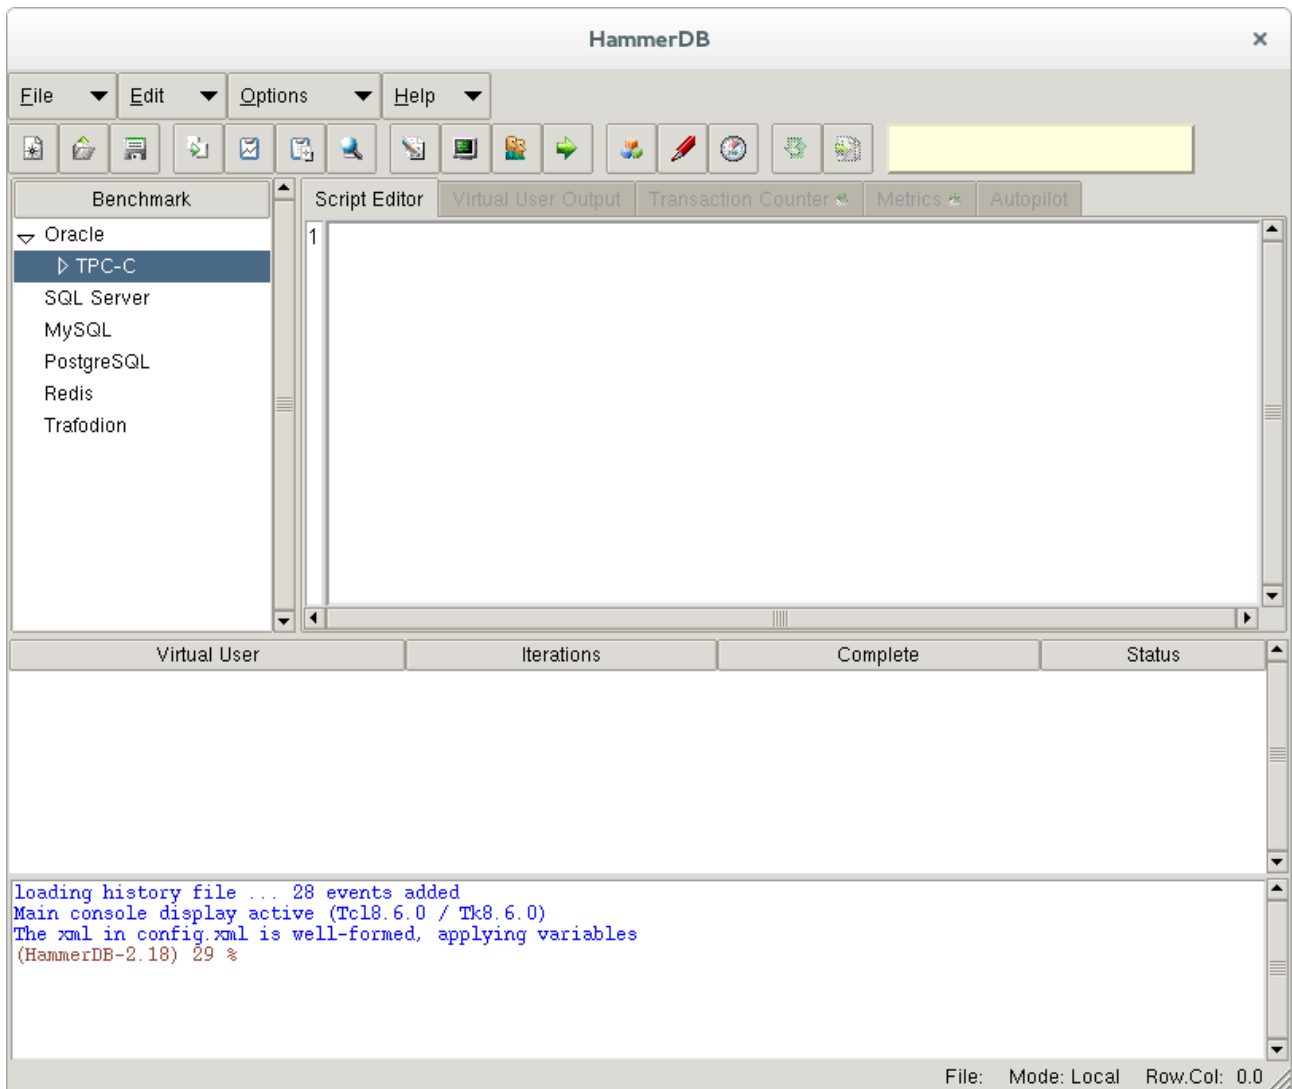 HammerDB
File Edit Options Help
Benchmark
Oracle
TPC-C
SQL Server
MySQL
PostgreSQL
Redis
Trafodion
Script Editor Virtual User Output Transaction Counter Metrics Autopilot
1
Virtual User Iterations Complete Status
loading history file ... 28 events added
Main console display active (Tcl8.6.0 / Tk8.6.0)
The xml in config.xml is well-formed, applying variables
(HammerDB-2.18) 29 %
File: Mode: Local Row.Col: 0.0